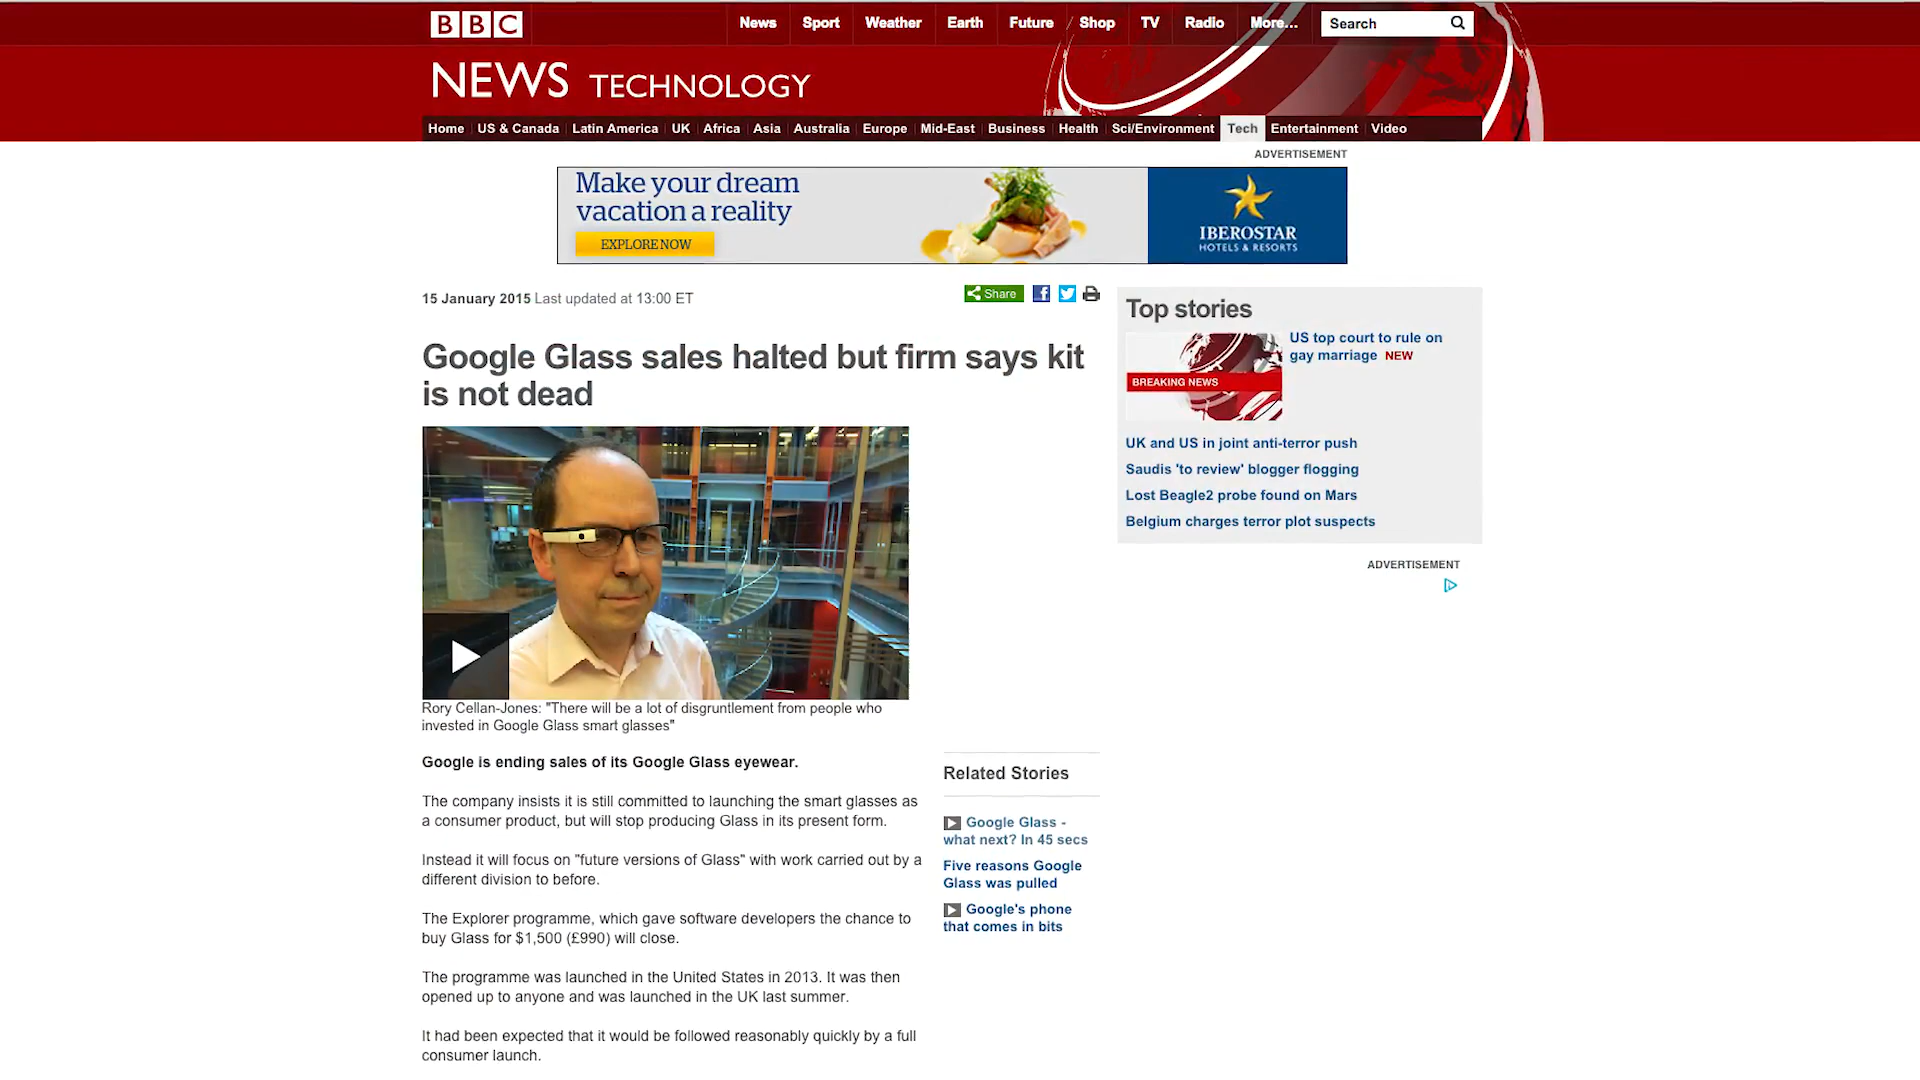 BBC
News Sport Weather Earth Future Shop TV Radio More... Search
NEWS TECHNOLOGY
Home US & Canada Latin America UK Africa Asia Australia Europe Mid-East Business Health Sci/Environment Tech Entertainment Video
ADVERTISEMENT
Make your dream
vacation a reality
EXPLORE NOW
IBEROSTAR
HOTELS & RESORTS
15 January 2015 Last updated at 13:00 ET
Share
Google Glass sales halted but firm says kit
is not dead
Rory Cellan-Jones: "There will be a lot of disgruntlement from people who
invested in Google Glass smart glasses"
Google is ending sales of its Google Glass eyewear.
The company insists it is still committed to launching the smart glasses as
a consumer product, but will stop producing Glass in its present form.
Instead it will focus on "future versions of Glass" with work carried out by a
different division to before.
The Explorer programme, which gave software developers the chance to
buy Glass for $1,500 (£990) will close.
The programme was launched in the United States in 2013. It was then
opened up to anyone and was launched in the UK last summer.
It had been expected that it would be followed reasonably quickly by a full
consumer launch.
Related Stories
Google Glass -
what next? In 45 secs
Five reasons Google
Glass was pulled
Google's phone
that comes in bits
Top stories
BREAKING NEWS
US top court to rule on
gay marriage NEW
UK and US in joint anti-terror push
Saudis 'to review' blogger flogging
Lost Beagle2 probe found on Mars
Belgium charges terror plot suspects
ADVERTISEMENT